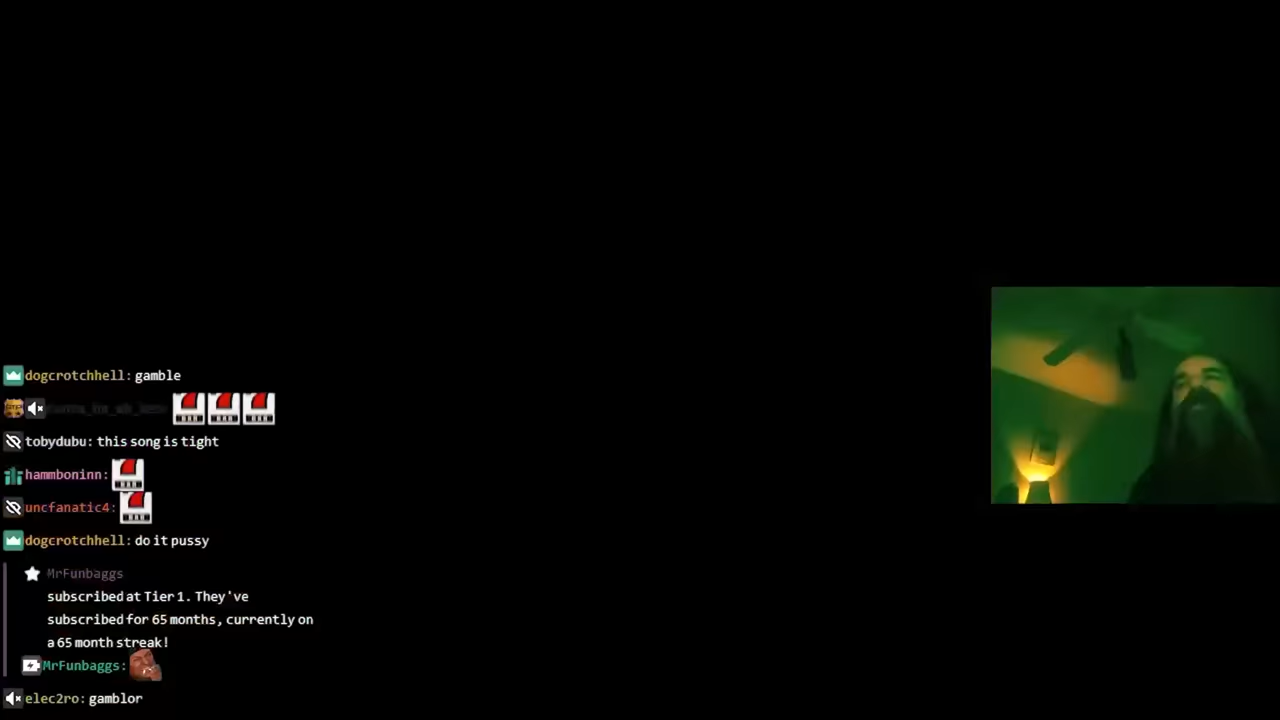 dogcrotchhell: gamble
tobydubu: this song is tight
hammboninn:
uncfanatic4:
dogcrotchhell: do it pussy
MrFunbaggs
subscribed at Tier 1. They've
subscribed for 65 months, currently on
a 65 month streak!
MrFunbaggs:
elec2ro: gamblor